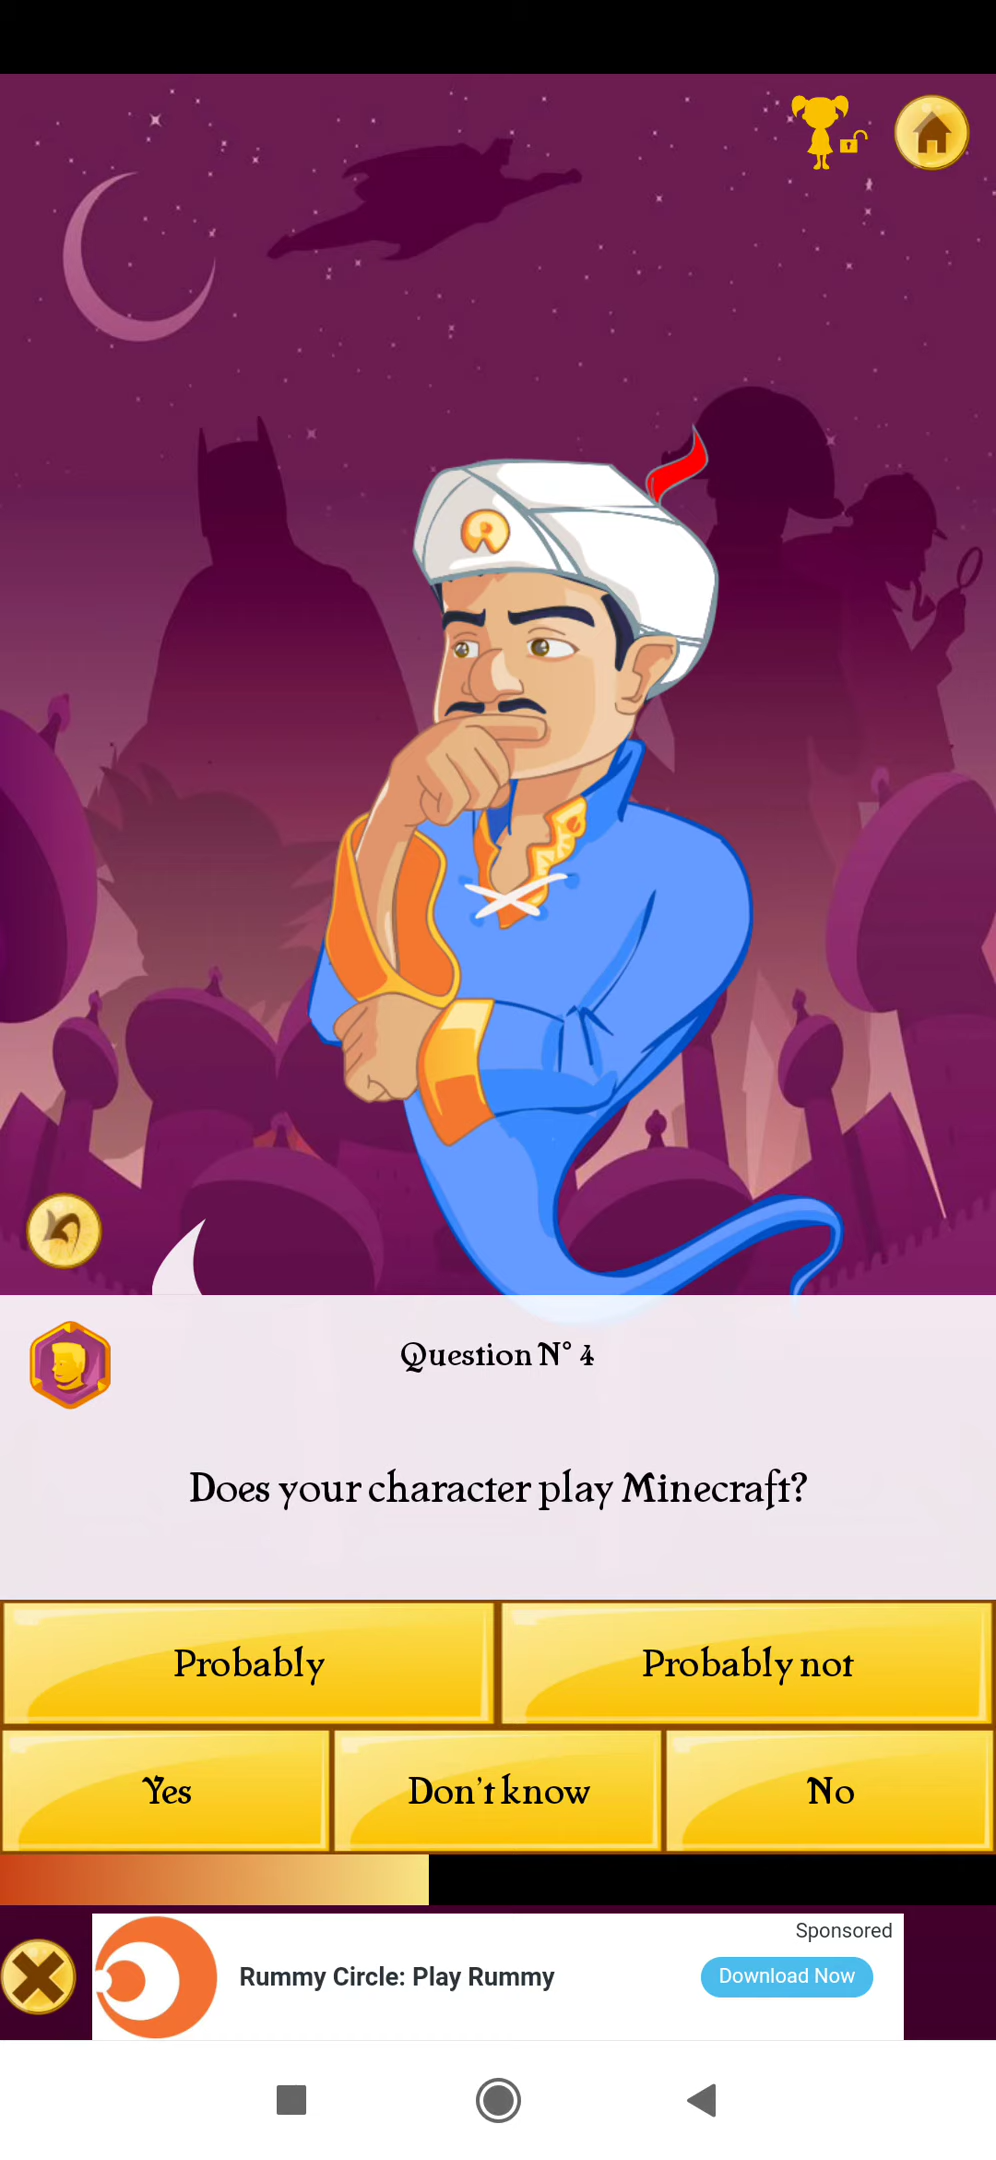 Question N° 4
Does your character play Minecraft?
Probably
Probably not
Yes
Don't know
No
Sponsored
Rummy Circle: Play Rummy
Download Now